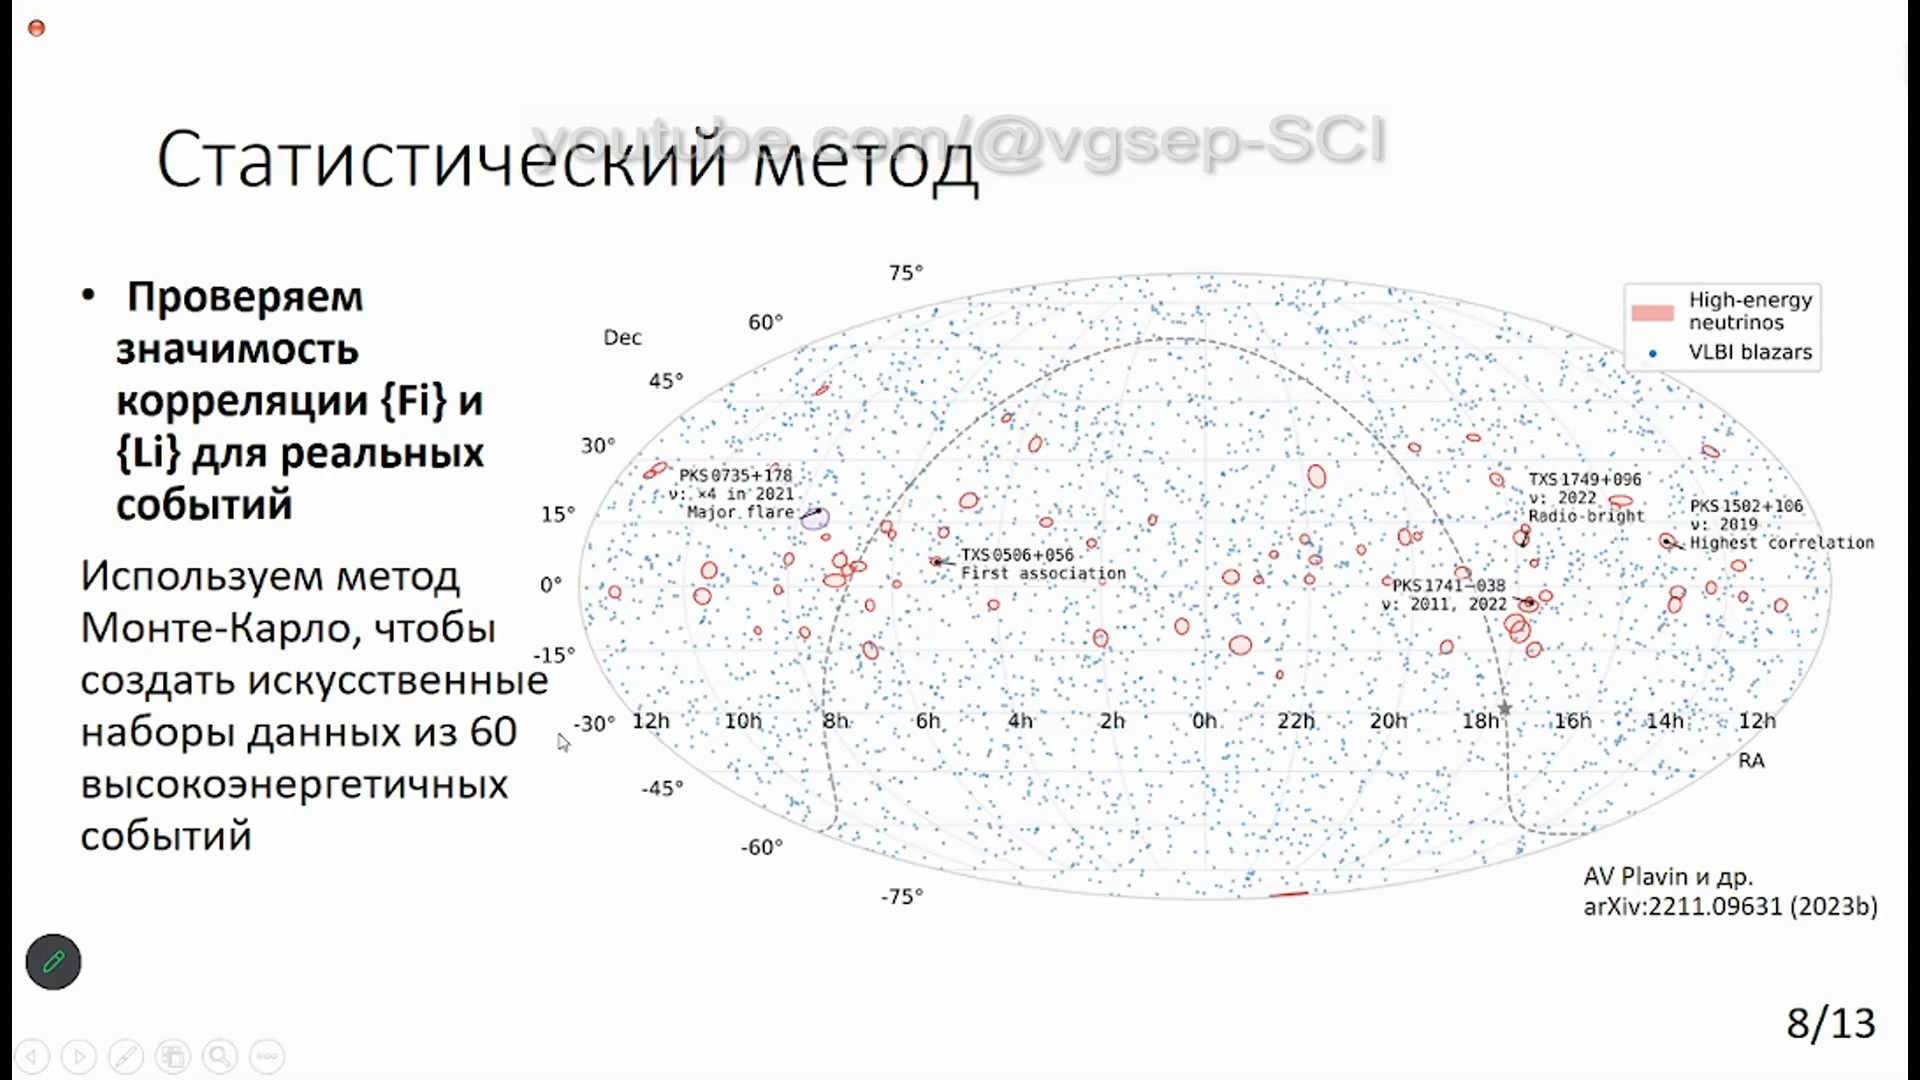 youtube.com/@vgsep-SCI
Статистический метод
• Проверяем
значимость
корреляции {Fi} и
{Li} для реальных
событий
Используем метод
Монте-Карло, чтобы
создать искусственные
наборы данных из 60
высокоэнергетичных
событий
75°
60°
Dec
45°
30°
15°
0°
-15°
-30°
-45°
-60°
-75°
12h 10h 8h 6h 4h 2h 0h 22h 20h 18h 16h 14h 12h
RA
High-energy
neutrinos
VLBI blazars
PKS 0735+178
ν: ×4 in 2021
Major flare
TXS 0506+056
First association
TXS 1749+096
ν: 2022
Radio-bright
PKS 1502+106
ν: 2019
Highest correlation
PKS 1741−038
ν: 2011, 2022
AV Plavin и др.
arXiv:2211.09631 (2023b)
8/13